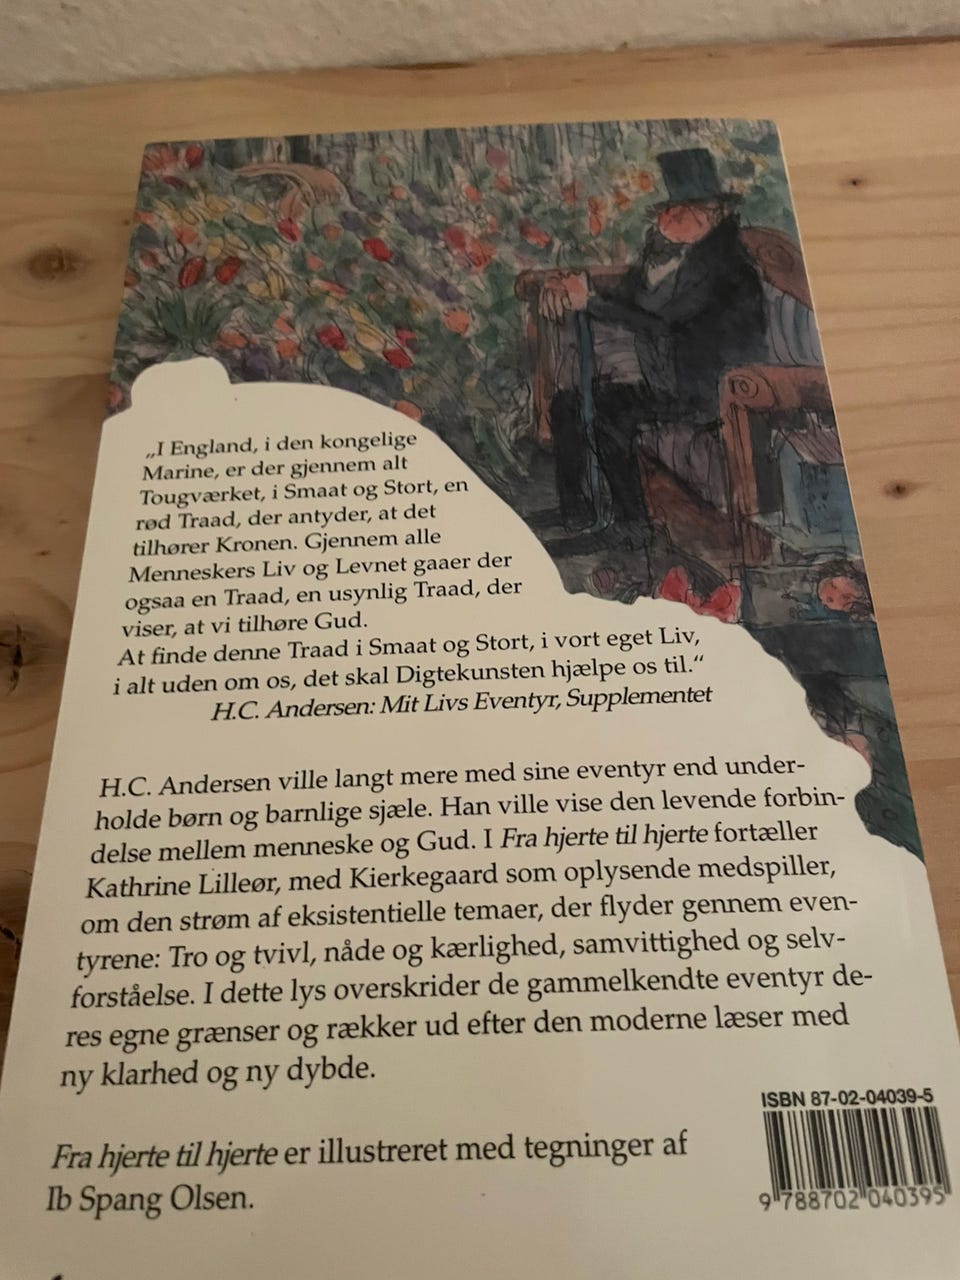 „I England, i den kongelige
Marine, er der gjennem alt
Tougværket, i Smaat og Stort, en
rød Traad, der antyder, at det
tilhører Kronen. Gjennem alle
Menneskers Liv og Levnet gaaer der
ogsaa en Traad, en usynlig Traad, der
viser, at vi tilhøre Gud.
At finde denne Traad i Smaat og Stort, i vort eget Liv,
i alt uden om os, det skal Digtekunsten hjælpe os til.“
H.C. Andersen: Mit Livs Eventyr, Supplementet
H.C. Andersen ville langt mere med sine eventyr end under-
holde børn og barnlige sjæle. Han ville vise den levende forbin-
delse mellem menneske og Gud. I Fra hjerte til hjerte fortæller
Kathrine Lilleør, med Kierkegaard som oplysende medspiller,
om den strøm af eksistentielle temaer, der flyder gennem even-
tyrene: Tro og tvivl, nåde og kærlighed, samvittighed og selv-
forståelse. I dette lys overskrider de gammelkendte eventyr de-
res egne grænser og rækker ud efter den moderne læser med
ny klarhed og ny dybde.
Fra hjerte til hjerte er illustreret med tegninger af
Ib Spang Olsen.
ISBN 87-02-04039-5
9 788702 040395